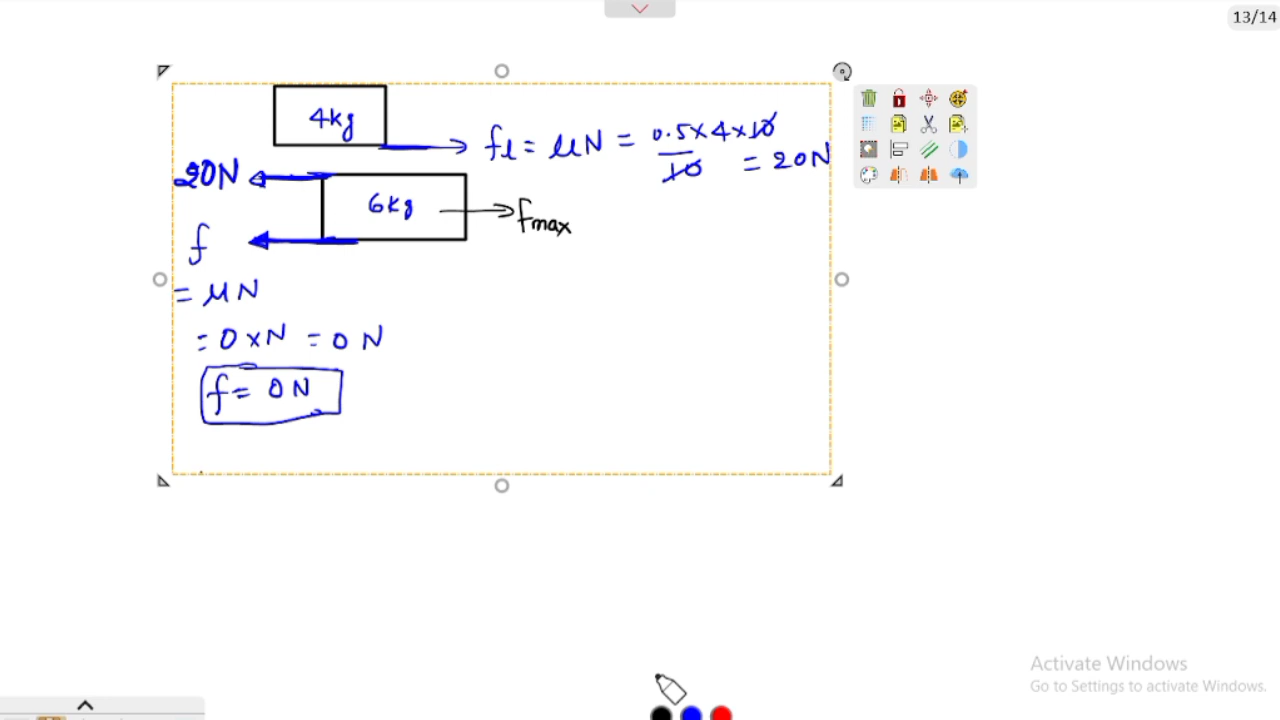 13/14
4kg
fl = μN = 0.5×4×10
10
= 20N
20N
6kg
Fmax
f
= μN
= 0 × N = 0 N
f = 0 N
Activate Windows
Go to Settings to activate Windows.